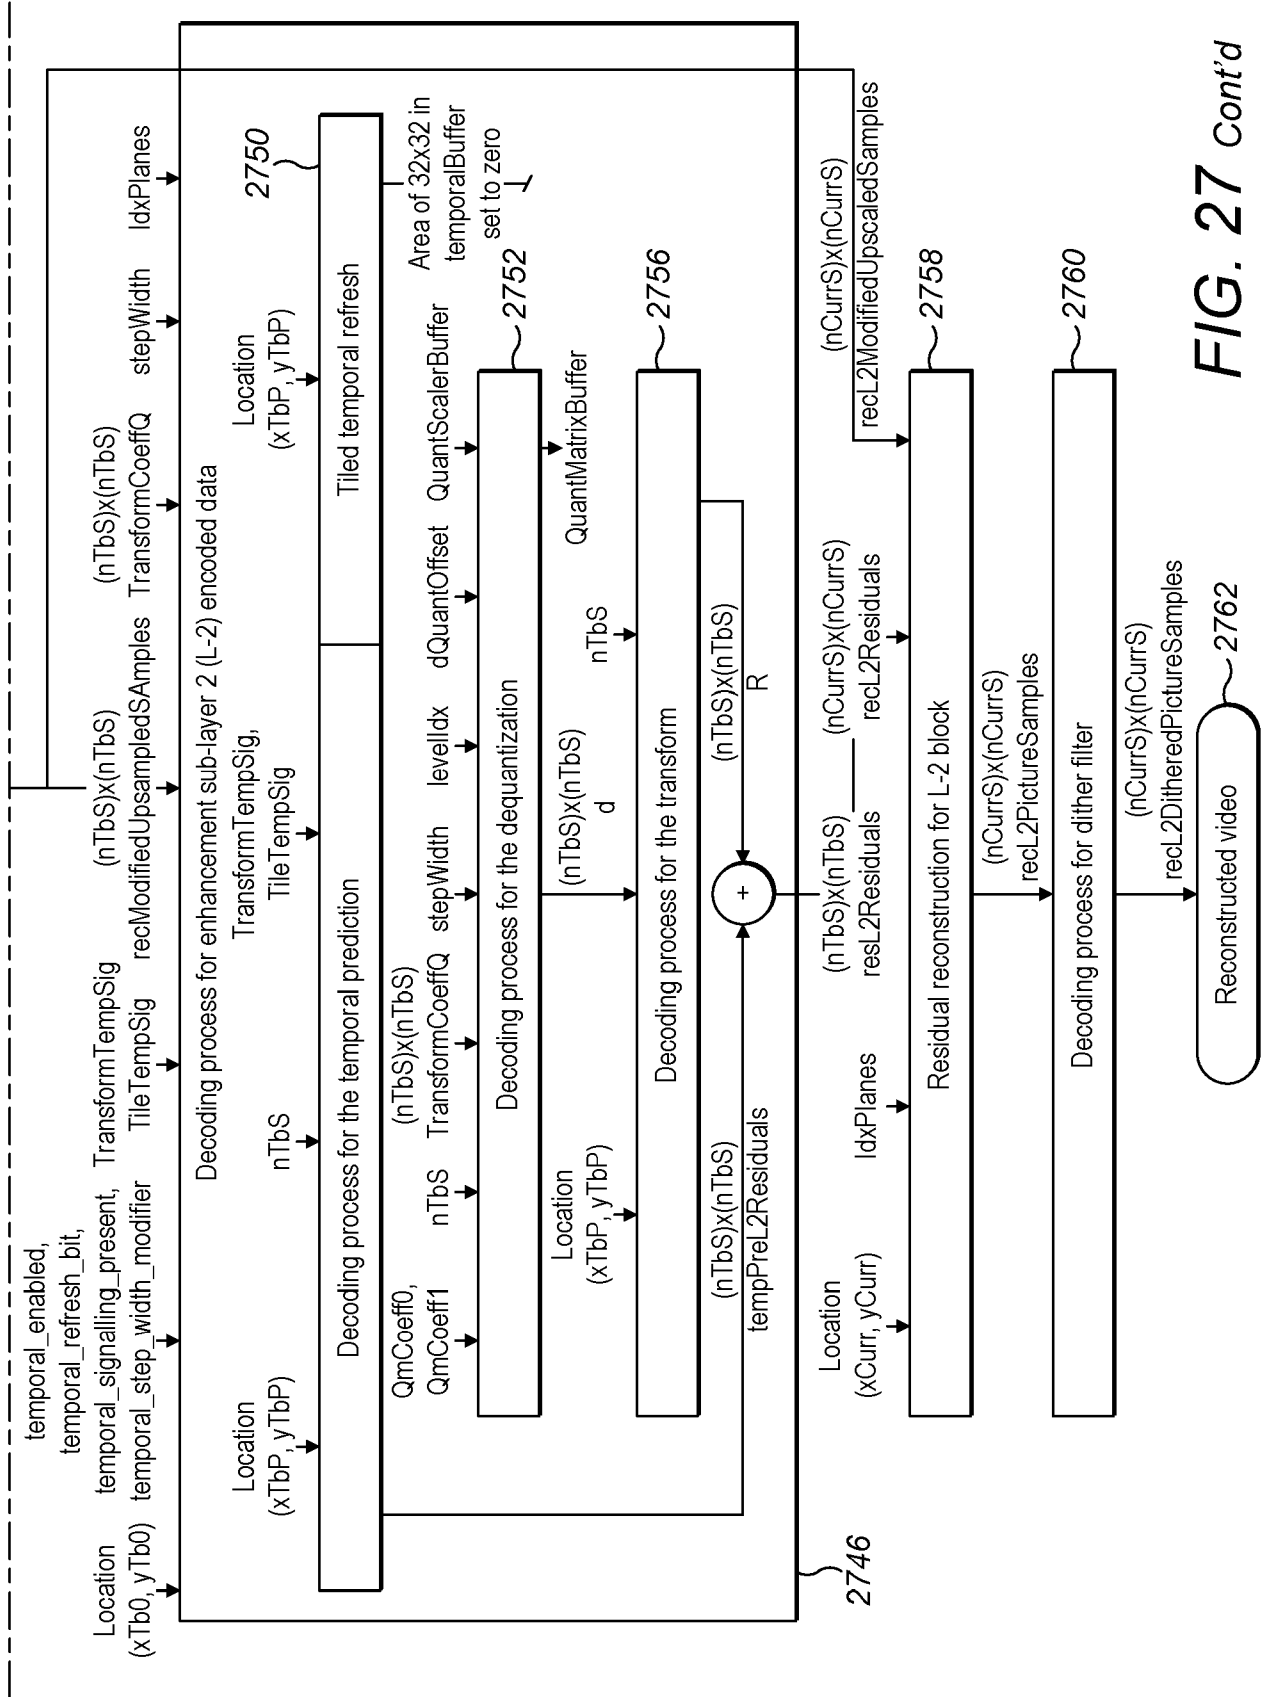 temporal_enabled,
temporal_refresh_bit,
Location
(xTb0, yTb0)
temporal_signalling_present,
temporal_step_width_modifier
TransformTempSig
TileTempSig
(nTbS)x(nTbS)
recModifiedUpsampledSAmples
(nTbS)x(nTbS)
TransformCoeffQ
stepWidth
IdxPlanes
Decoding process for enhancement sub-layer 2 (L-2) encoded data
Location
(xTbP, yTbP)
nTbS
TransformTempSig,
TileTempSig
Location
(xTbP, yTbP)
2750
Decoding process for the temporal prediction
Tiled temporal refresh
Area of 32x32 in
temporalBuffer
set to zero
QmCoeff0,
QmCoeff1
nTbS
(nTbS)x(nTbS)
TransformCoeffQ
stepWidth
levelIdx
dQuantOffset
QuantScalerBuffer
Decoding process for the dequantization
2752
QuantMatrixBuffer
Location
(xTbP, yTbP)
(nTbS)x(nTbS)
d
nTbS
Decoding process for the transform
2756
(nTbS)x(nTbS)
tempPreL2Residuals
+
(nTbS)x(nTbS)
R
2746
Location
(xCurr, yCurr)
IdxPlanes
(nTbS)x(nTbS)
resL2Residuals
(nCurrS)x(nCurrS)
recL2Residuals
(nCurrS)x(nCurrS)
recL2ModifiedUpscaledSamples
Residual reconstruction for L-2 block
2758
(nCurrS)x(nCurrS)
recL2PictureSamples
Decoding process for dither filter
2760
(nCurrS)x(nCurrS)
recL2DitheredPictureSamples
Reconstructed video
2762
FIG. 27 Cont'd